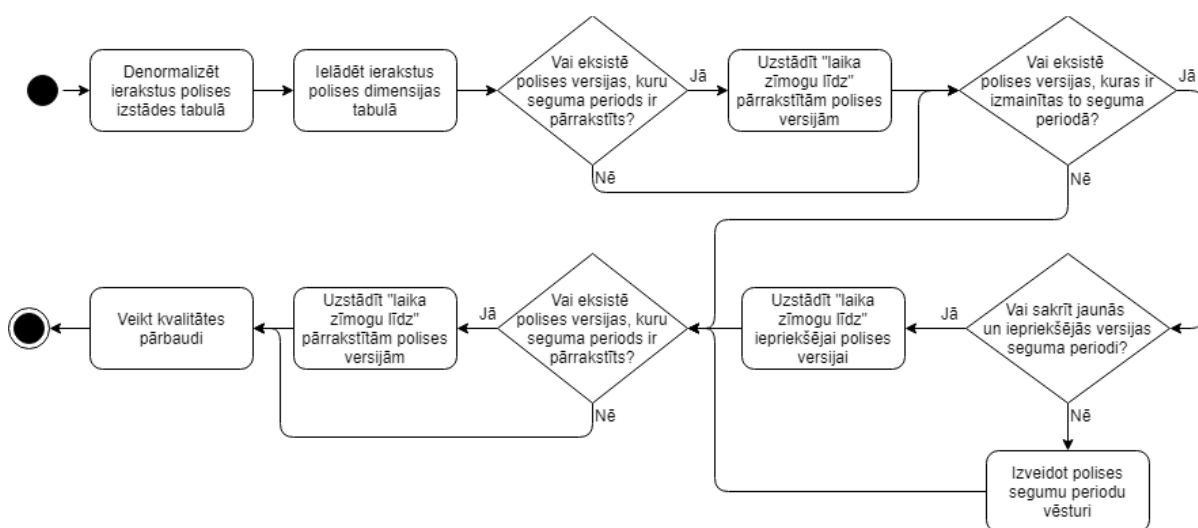 Denormalizēt
ierakstus polises
izstādes tabulā
Ielādēt ierakstus
polises dimensijas
tabulā
Vai eksistē
polises versijas, kuru
seguma periods ir
pārrakstīts?
Jā
Nē
Uzstādīt "laika
zīmogu līdz"
pārrakstītām polises
versijām
Vai eksistē
polises versijas, kuras ir
izmainītas to seguma
periodā?
Jā
Nē
Vai sakrīt jaunās
un iepriekšējās versijas
seguma periodi?
Jā
Nē
Uzstādīt "laika
zīmogu līdz"
iepriekšējai polises
versijai
Izveidot polises
segumu periodu
vēsturi
Vai eksistē
polises versijas, kuru
seguma periods ir
pārrakstīts?
Jā
Nē
Uzstādīt "laika
zīmogu līdz"
pārrakstītām polises
versijām
Veikt kvalitātes
pārbaudi